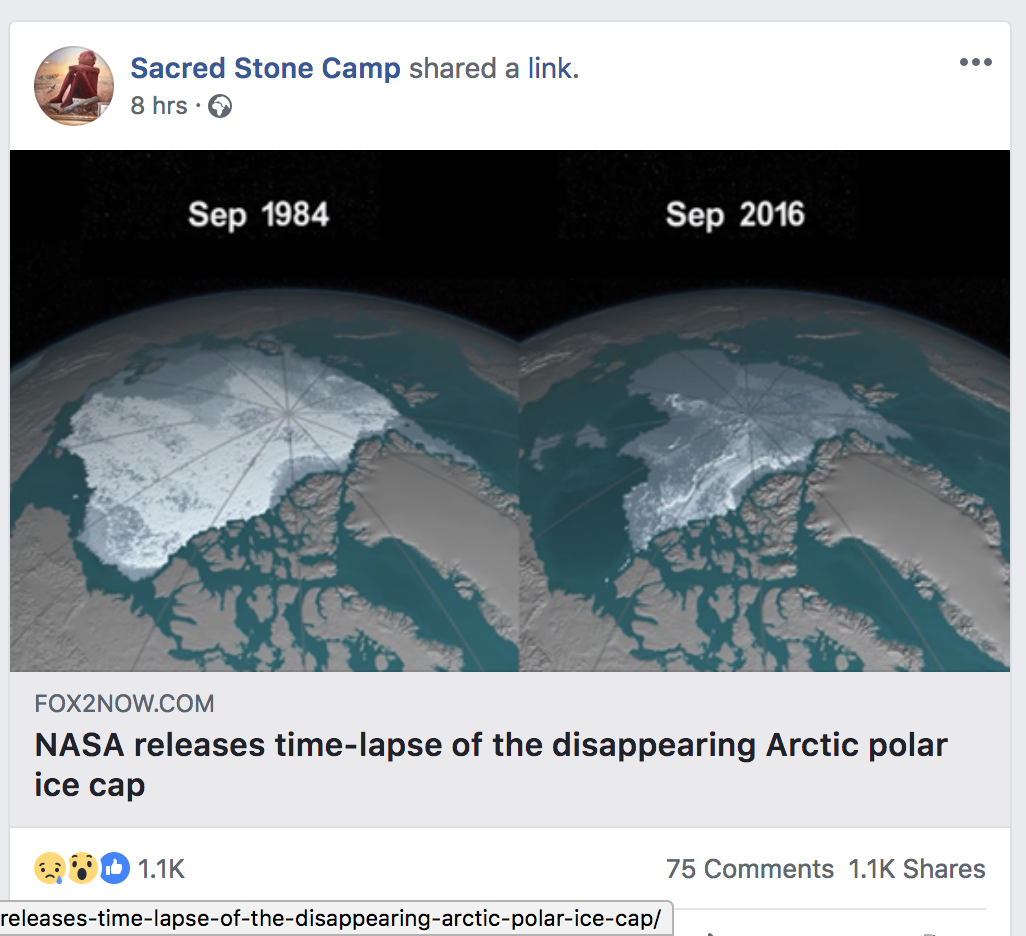 Sacred Stone Camp shared a link.
8 hrs ·
Sep 1984
Sep 2016
FOX2NOW.COM
NASA releases time-lapse of the disappearing Arctic polar
ice cap
1.1K
75 Comments 1.1K Shares
releases-time-lapse-of-the-disappearing-arctic-polar-ice-cap/